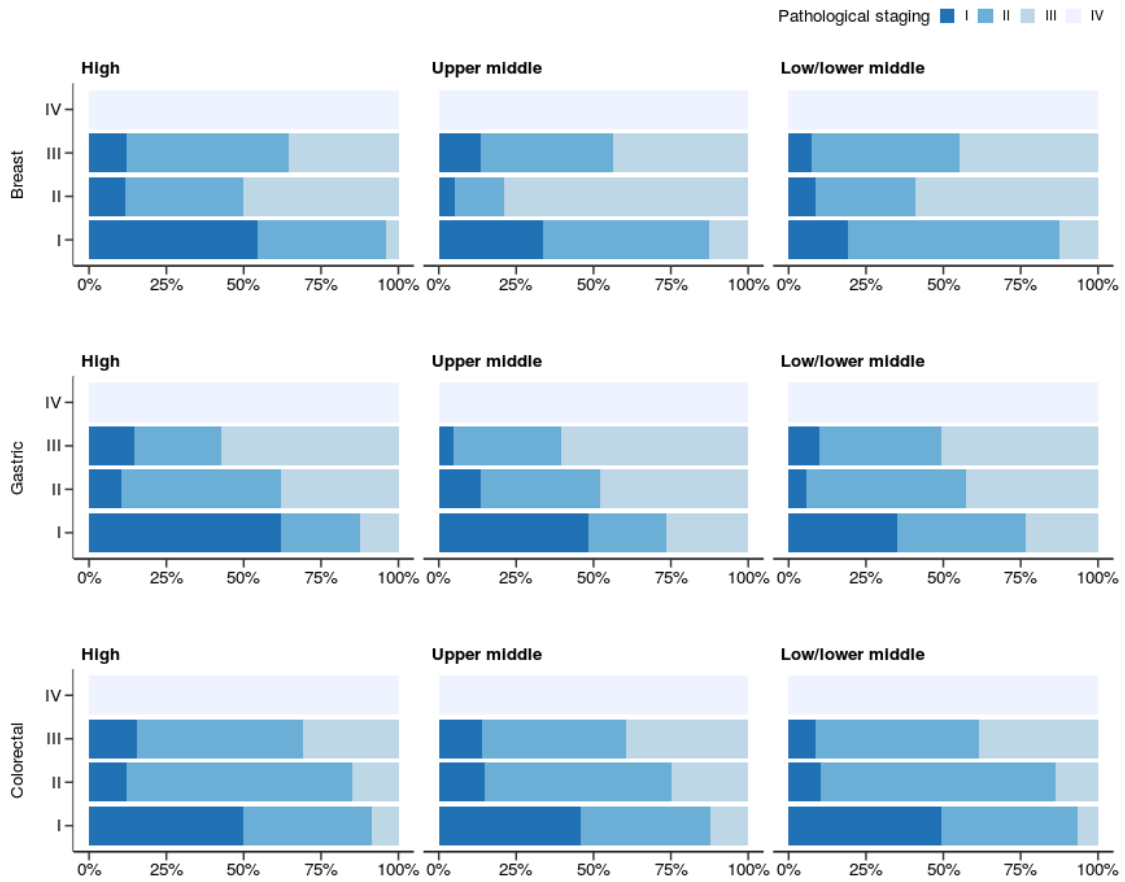 Pathological staging I II III IV
High Upper middle Low/lower middle
Breast
IV
III
II
I
0% 25% 50% 75% 100% 0% 25% 50% 75% 100% 0% 25% 50% 75% 100%
High Upper middle Low/lower middle
Gastric
IV
III
II
I
0% 25% 50% 75% 100% 0% 25% 50% 75% 100% 0% 25% 50% 75% 100%
High Upper middle Low/lower middle
Colorectal
IV
III
II
I
0% 25% 50% 75% 100% 0% 25% 50% 75% 100% 0% 25% 50% 75% 100%